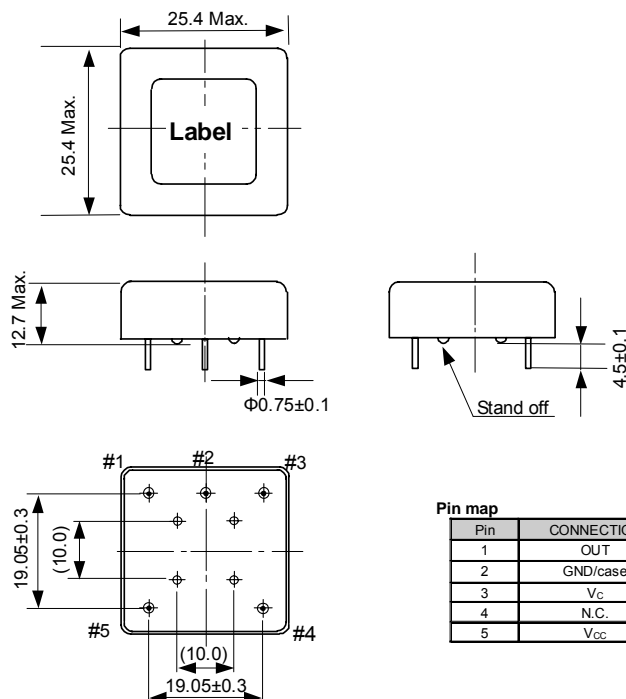 25.4 Max.
25.4 Max.
Label
12.7 Max.
Φ0.75±0.1
4.5±0.1
Stand off
#1
#2
#3
19.05±0.3
(10.0)
#5
#4
(10.0)
19.05±0.3
Pin map
Pin CONNECTIO
1 OUT
2 GND/case
3 Vc
4 N.C.
5 Vcc